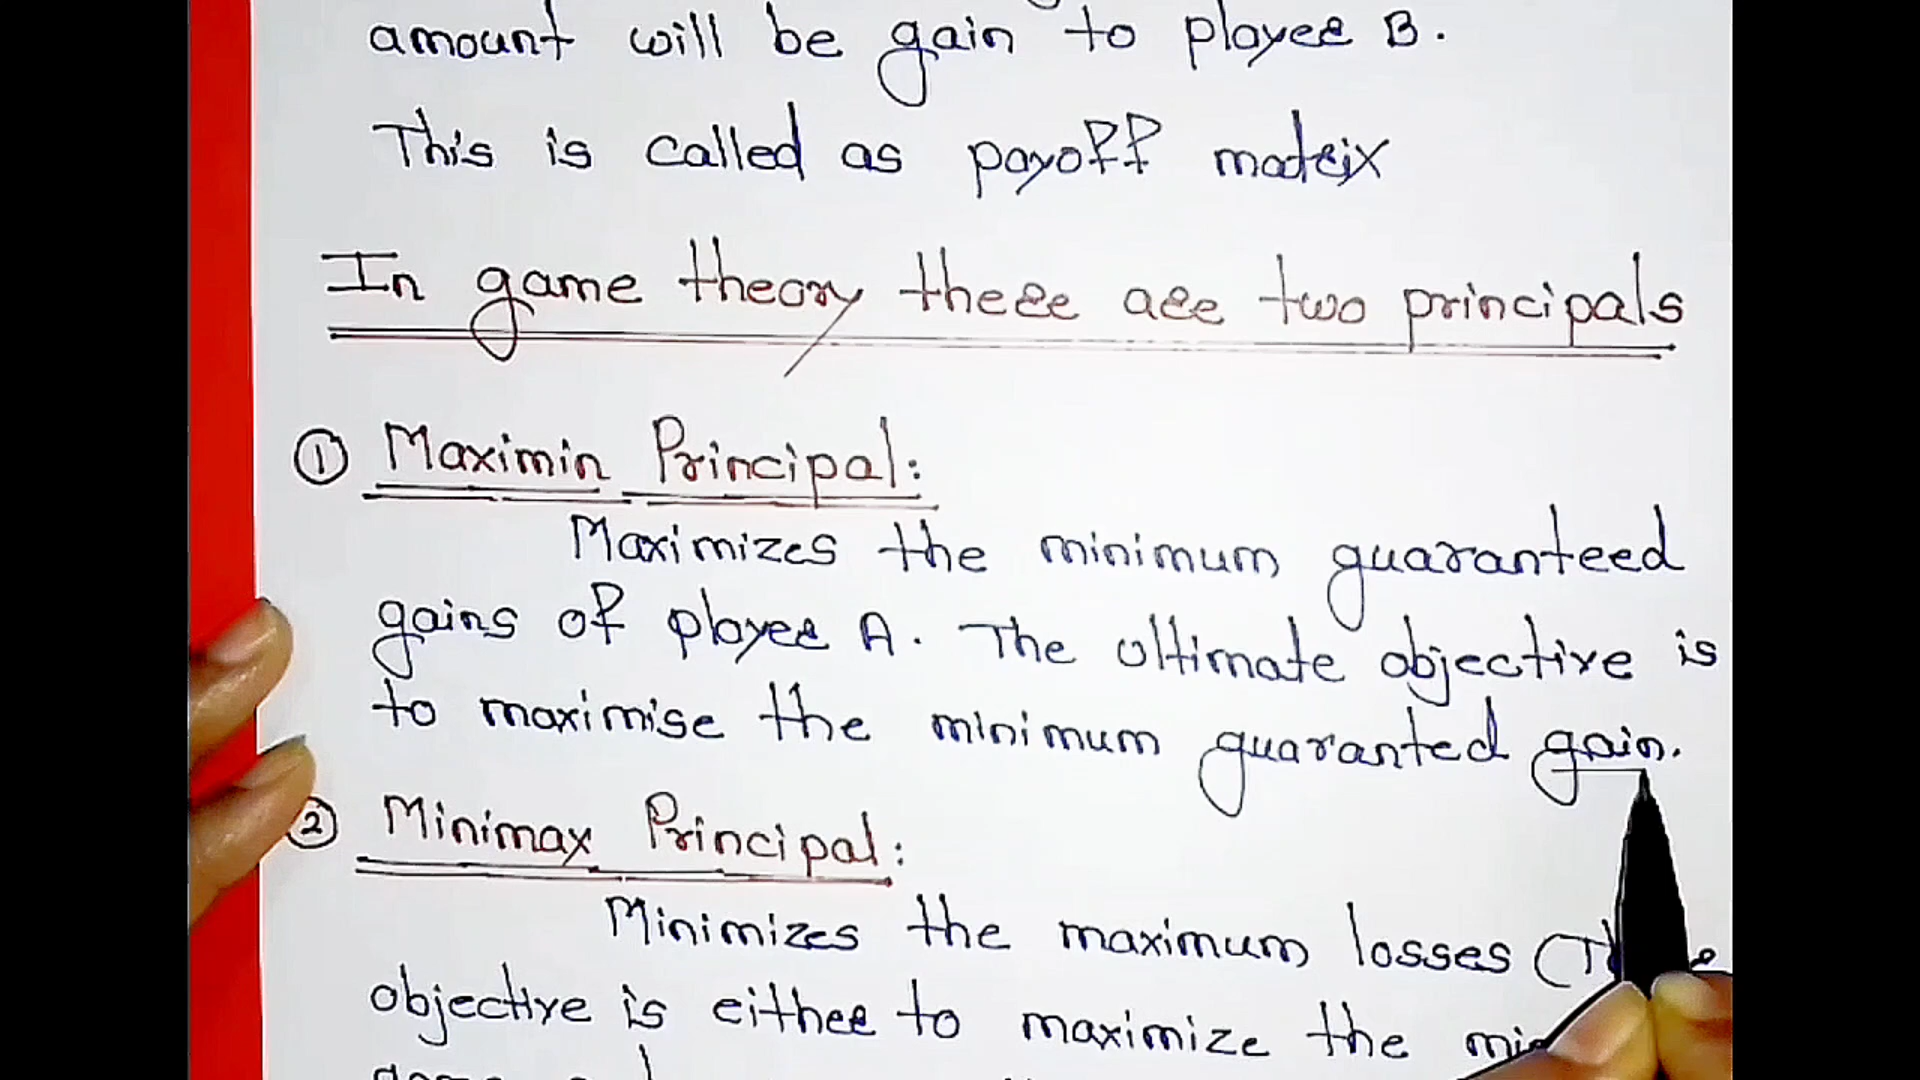 amount will be gain to player B.
This is called as payoff matrix
In game theory there are two principals
① Maximin Principal:
Maximizes the minimum guaranteed
gains of player A. The ultimate objective is
to maximise the minimum guaranted gain.
② Minimax Principal:
Minimizes the maximum losses (
objective is either to maximize the